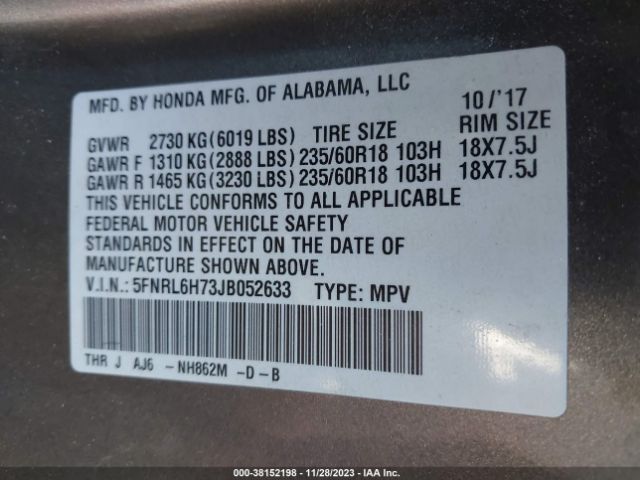 MFD. BY HONDA MFG. OF ALABAMA, LLC 10/'17
GVWR 2730 KG(6019 LBS) TIRE SIZE RIM SIZE
GAWR F 1310 KG(2888 LBS) 235/60R18 103H 18X7.5J
GAWR R 1465 KG(3230 LBS) 235/60R18 103H 18X7.5J
THIS VEHICLE CONFORMS TO ALL APPLICABLE
FEDERAL MOTOR VEHICLE SAFETY
STANDARDS IN EFFECT ON THE DATE OF
MANUFACTURE SHOWN ABOVE.
V.I.N.: 5FNRL6H73JB052633 TYPE: MPV
THR J AJ6 -NH862M -D-B
000-38152198 - 11/28/2023 - IAA Inc.